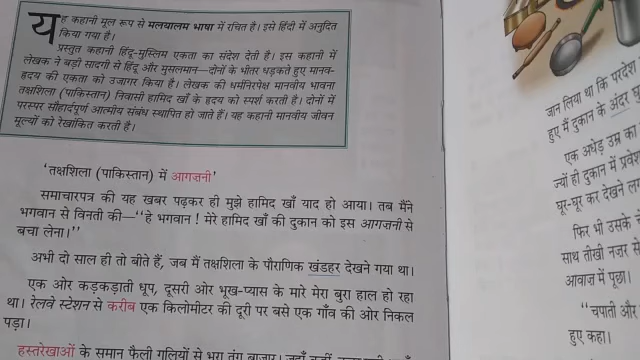 यह कहानी मूल रूप से मलयालम भाषा में रचित है। इसे हिंदी में अनुदित
किया गया है।
प्रस्तुत कहानी हिंदू-मुस्लिम एकता का संदेश देती है। इस कहानी में
लेखक ने बड़ी सादगी से हिंदू और मुसलमान—दोनों के भीतर धड़कते हुए मानव-
हृदय की एकता को उजागर किया है। लेखक की धर्मनिरपेक्ष मानवीय भावना
तक्षशिला (पाकिस्तान) निवासी हामिद खाँ के हृदय को स्पर्श करती है। दोनों में
परस्पर सौहार्दपूर्ण आत्मीय संबंध स्थापित हो जाते हैं। यह कहानी मानवीय जीवन
मूल्यों को रेखांकित करती है।
'तक्षशिला (पाकिस्तान) में आगज़नी'
समाचारपत्र की यह खबर पढ़कर ही मुझे हामिद खाँ याद हो आया। तब मैंने
भगवान से विनती की—"हे भगवान ! मेरे हामिद खाँ की दुकान को इस आगज़नी से
बचा लेना।"
अभी दो साल ही तो बीते हैं, जब मैं तक्षशिला के पौराणिक खंडहर देखने गया था।
एक ओर कड़कड़ाती धूप, दूसरी ओर भूख-प्यास के मारे मेरा बुरा हाल हो रहा
था। रेलवे स्टेशन से करीब एक किलोमीटर की दूरी पर बसे एक गाँव की ओर निकल
पड़ा।
हस्तरेखाओं के समान फैली गलियों से भरा तंग बाज़ार। जहाँ कहीं
जान लिया था कि परदेश
हुए मैं दुकान के अंदर
एक अधेड़ उम्र का
ज्यों ही दुकान में प्रवेश
घूर-घूर कर देखने
फिर भी उसके
साथ तीखी नज़र से
आवाज़ में पूछा।
"चपाती और
हुए कहा।